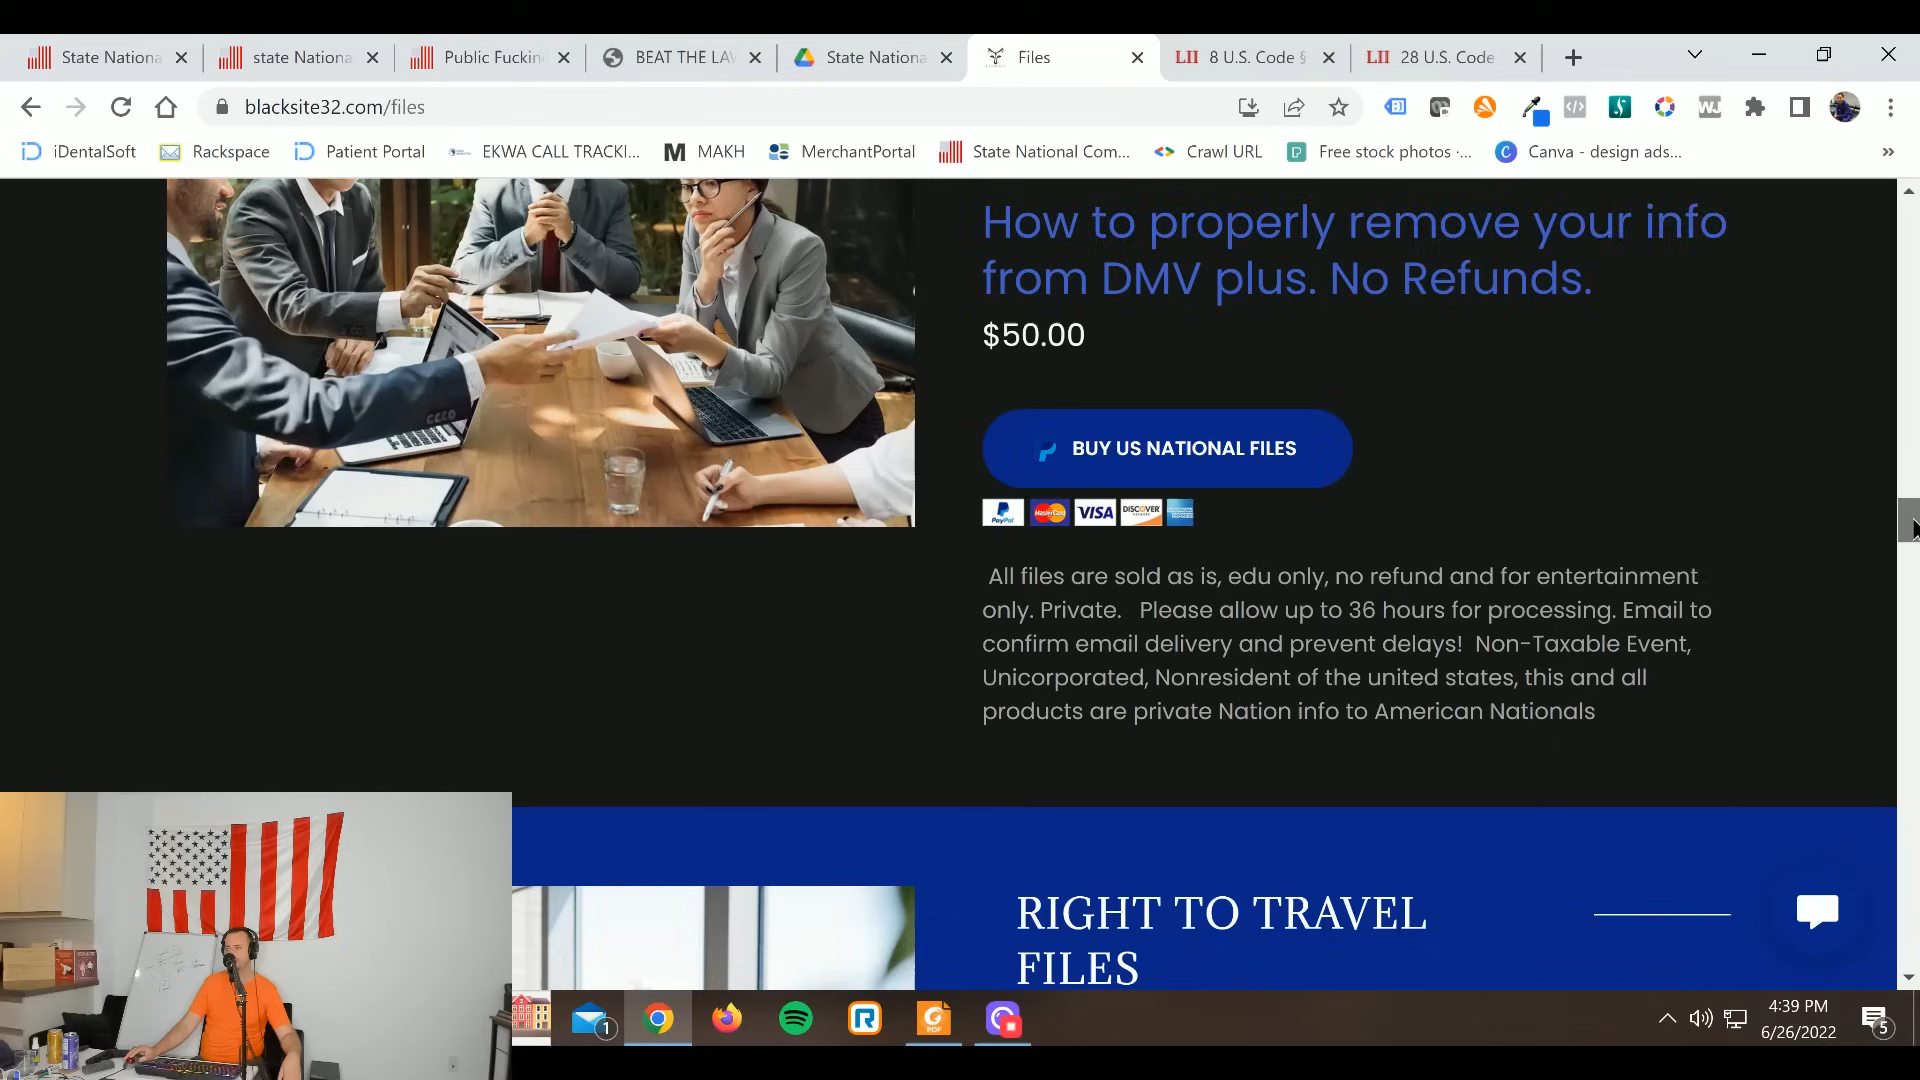 State Nationa
state Nationa
Public Fuckin
BEAT THE LA
State Nationa
Files
8 U.S. Code §
28 U.S. Code
blacksite32.com/files
iDentalSoft
Rackspace
Patient Portal
EKWA CALL TRACKI...
MAKH
MerchantPortal
State National Com...
Crawl URL
Free stock photos -...
Canva - design ads...
How to properly remove your info
from DMV plus. No Refunds.
$50.00
BUY US NATIONAL FILES
PayPal MasterCard VISA DISCOVER
All files are sold as is, edu only, no refund and for entertainment
only. Private. Please allow up to 36 hours for processing. Email to
confirm email delivery and prevent delays! Non-Taxable Event,
Unicorporated, Nonresident of the united states, this and all
products are private Nation info to American Nationals
RIGHT TO TRAVEL
FILES
1
4:39 PM
6/26/2022
5